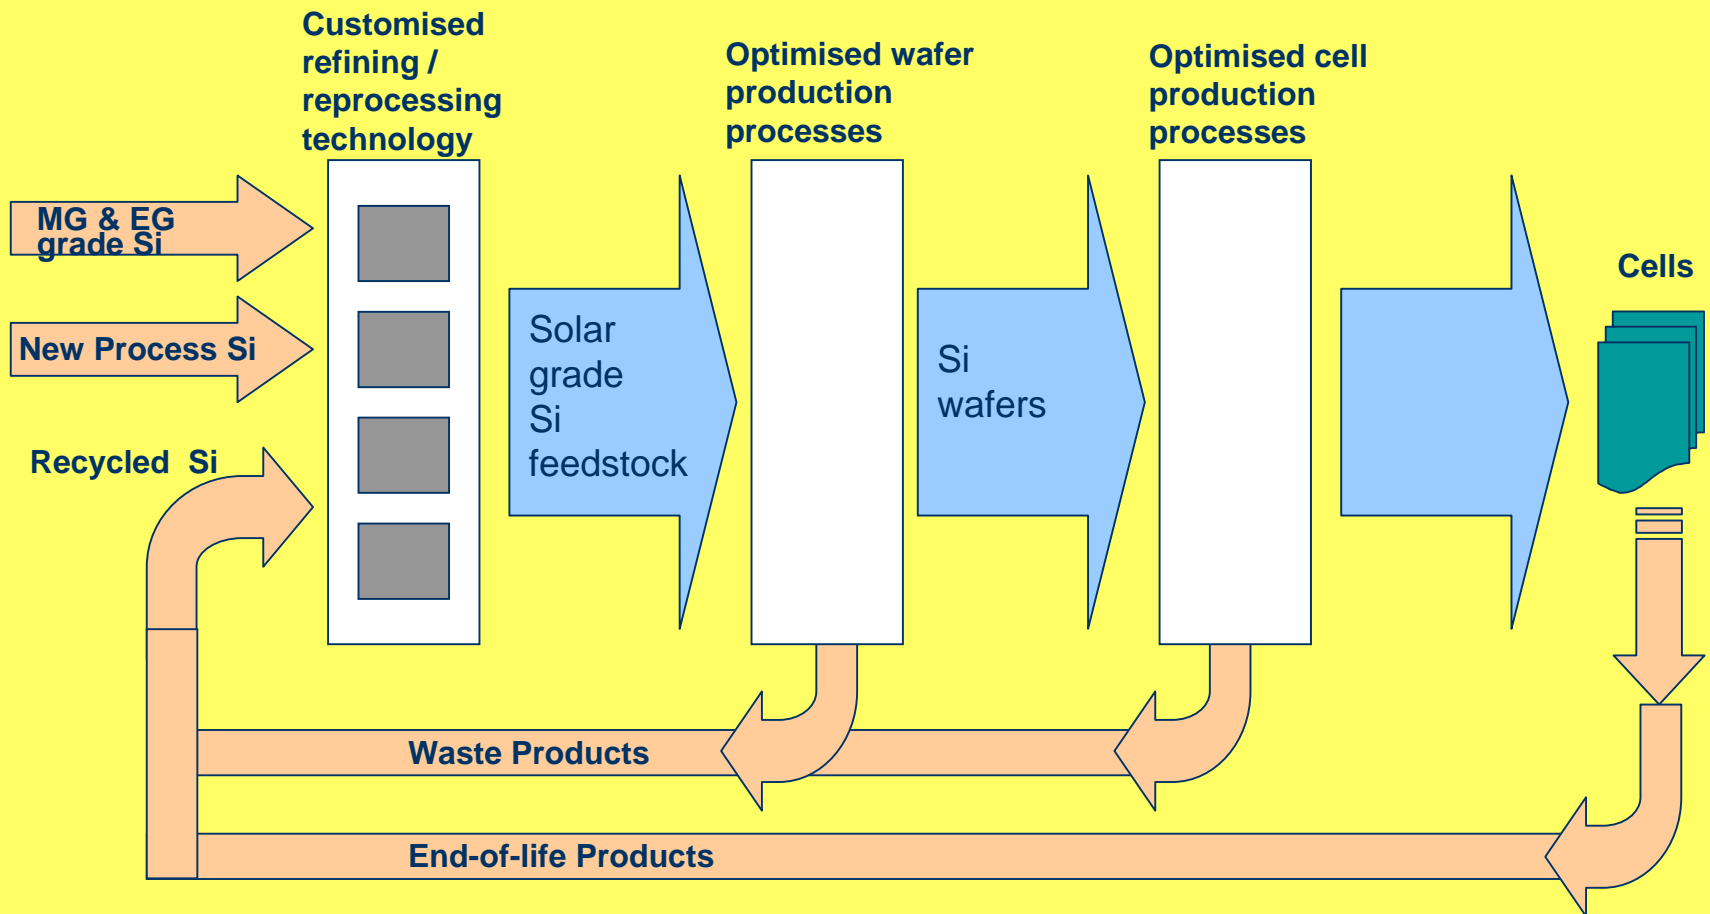 Customised
refining /
reprocessing
technology
Optimised wafer
production
processes
Optimised cell
production
processes
MG & EG
grade Si
New Process Si
Recycled  Si
Solar
grade
Si
feedstock
Si
wafers
Cells
Waste Products
End-of-life Products